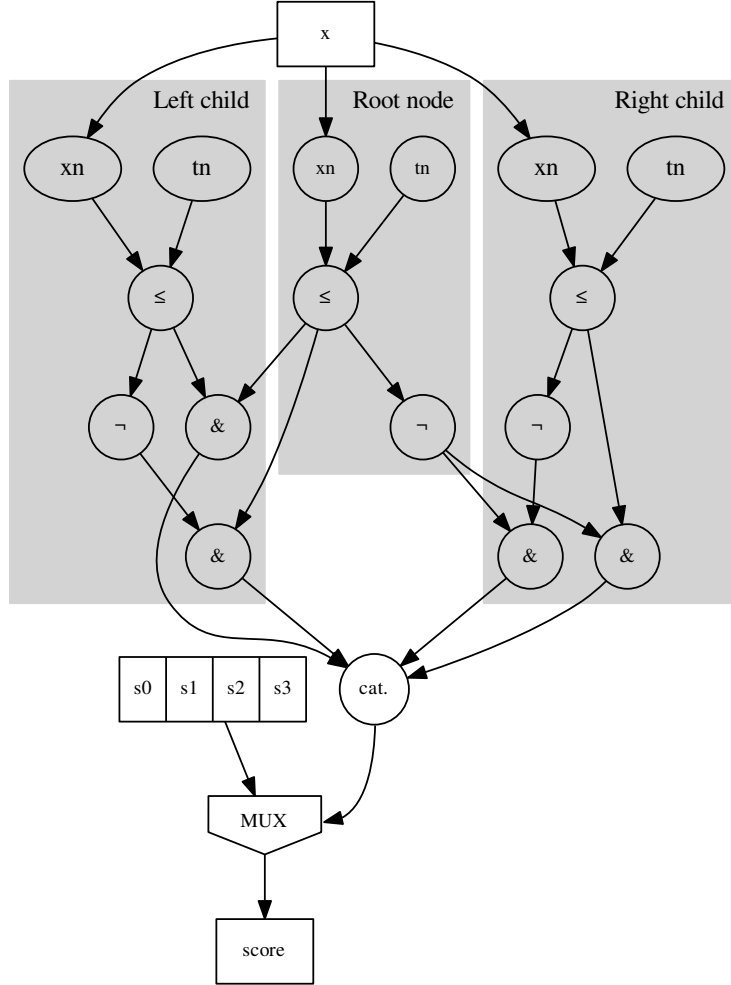 x
Left child
Root node
Right child
xn
tn
xn
tn
xn
tn
≤
≤
≤
¬
&
¬
¬
&
&
&
s0 s1 s2 s3
cat.
MUX
score